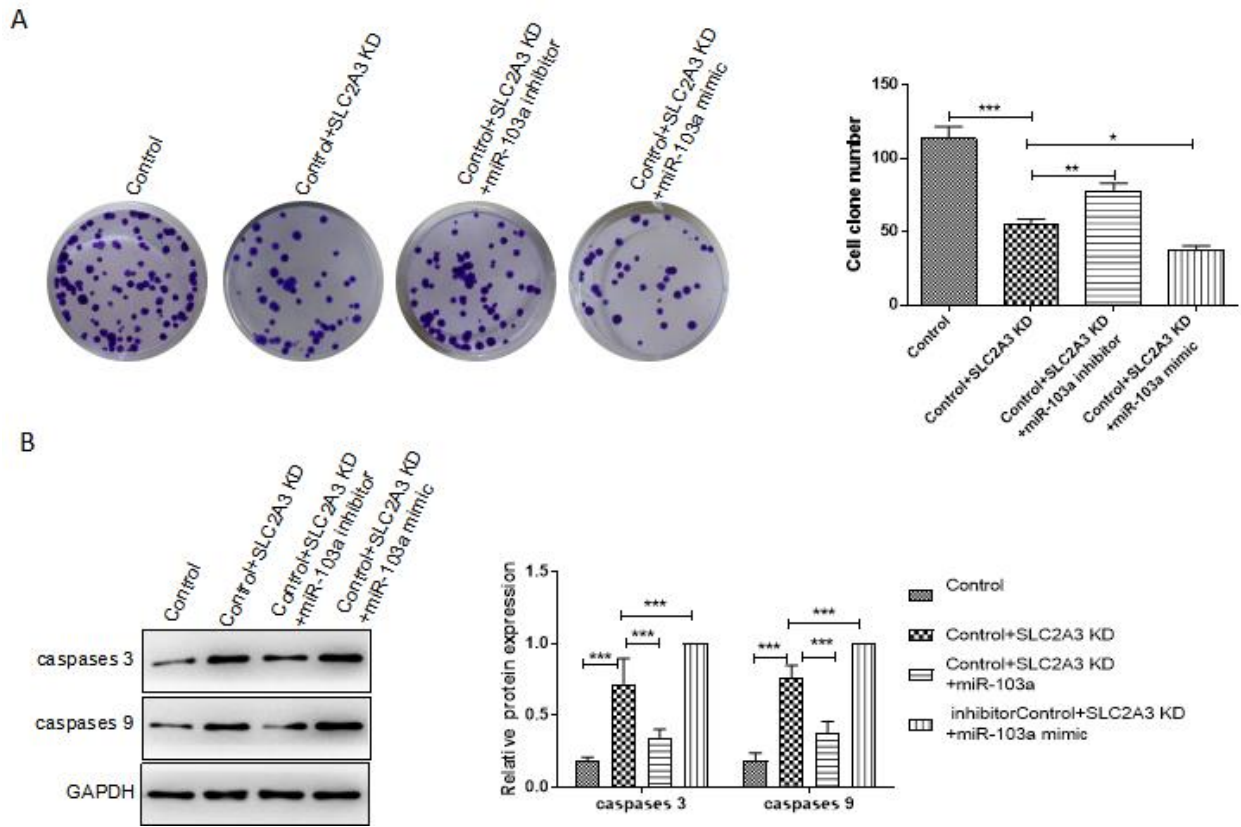 A
Control
Control+SLC2A3 KD
Control+SLC2A3 KD
+miR-103a inhibitor
Control+SLC2A3 KD
+miR-103a mimic
150
100
50
0
Cell clone number
***
*
**
Control
Control+SLC2A3 KD
Control+SLC2A3 KD
+miR-103a inhibitor
Control+SLC2A3 KD
+miR-103a mimic
B
Control
Control+SLC2A3 KD
Control+SLC2A3 KD
+miR-103a inhibitor
Control+SLC2A3 KD
+miR-103a mimic
caspases 3
caspases 9
GAPDH
Relative protein expression
1.5
1.0
0.5
0.0
***
***
***
***
***
***
caspases 3
caspases 9
Control
Control+SLC2A3 KD
Control+SLC2A3 KD
+miR-103a
inhibitorControl+SLC2A3 KD
+miR-103a mimic